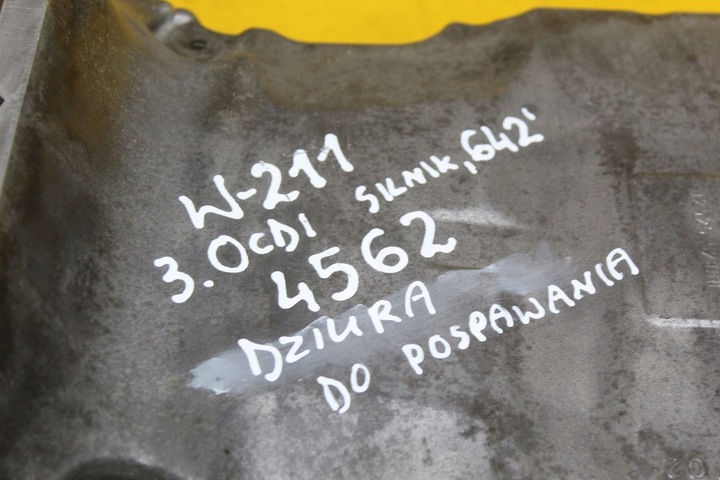 W-211
3.0CDI SILNIK,642'
4562
DZIURA
DO POSPAWANIA